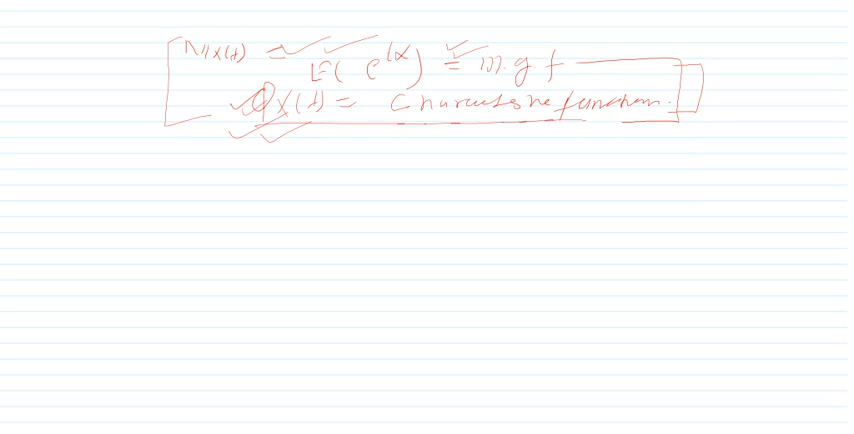 Mx(t) = E( e^tx ) = m.g f
φx(t) = Characteristic function.